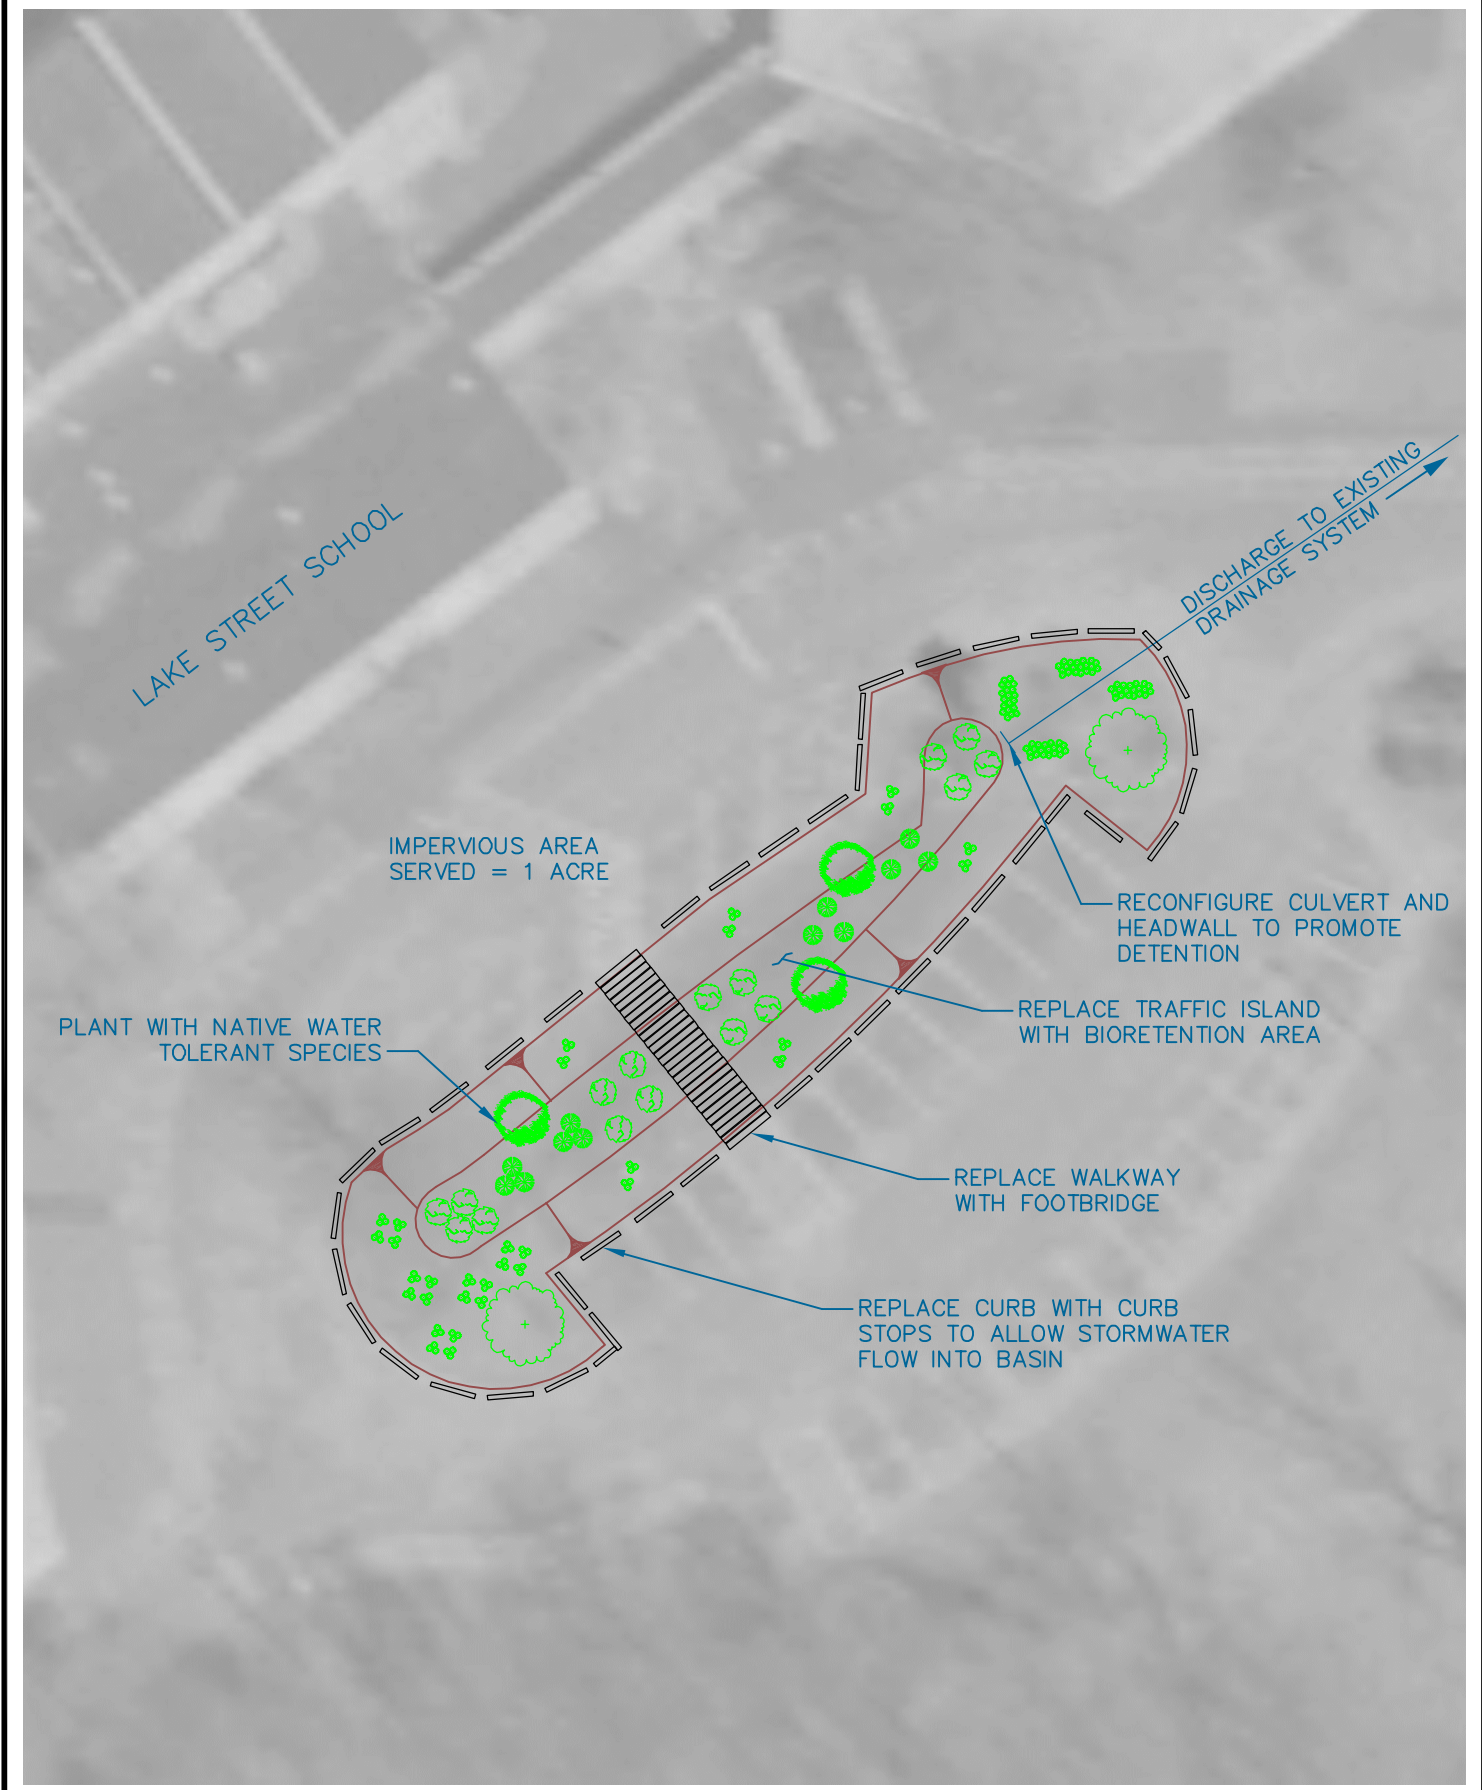 DISCHARGE TO EXISTING
DRAINAGE SYSTEM
LAKE STREET SCHOOL
IMPERVIOUS AREA
SERVED = 1 ACRE
RECONFIGURE CULVERT AND
HEADWALL TO PROMOTE
DETENTION
REPLACE TRAFFIC ISLAND
WITH BIORETENTION AREA
PLANT WITH NATIVE WATER
TOLERANT SPECIES
REPLACE WALKWAY
WITH FOOTBRIDGE
REPLACE CURB WITH CURB
STOPS TO ALLOW STORMWATER
FLOW INTO BASIN